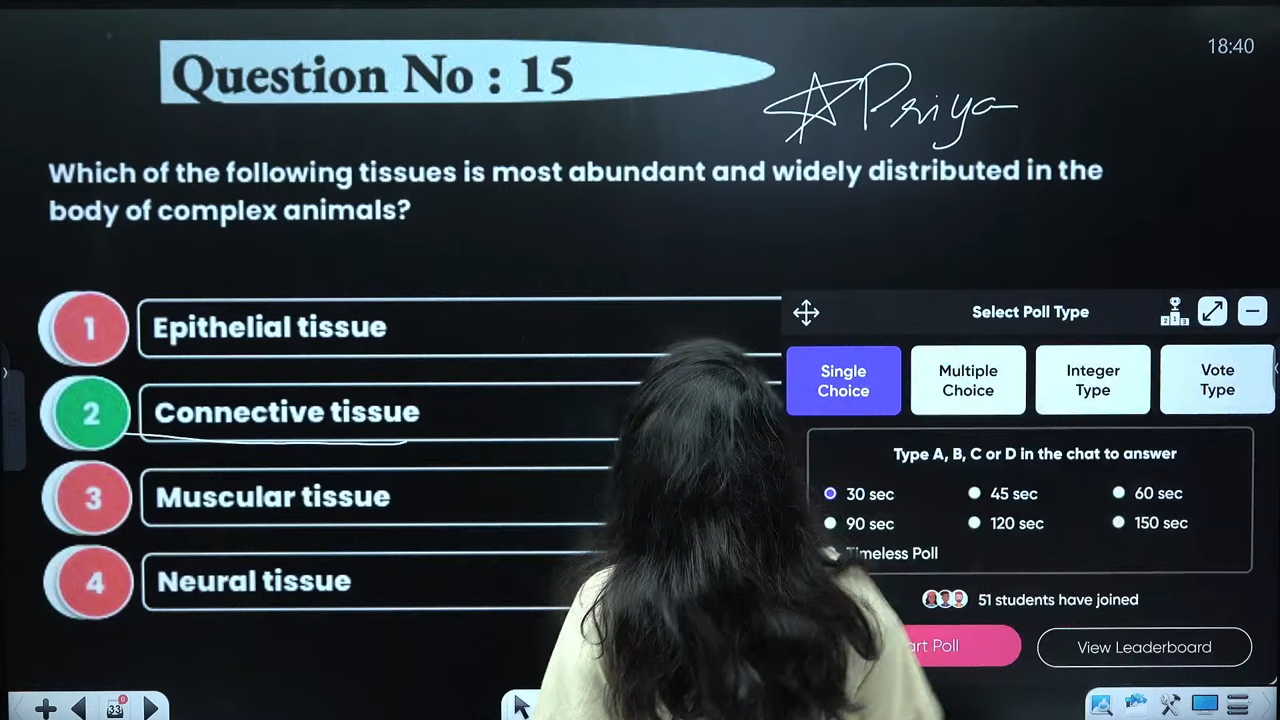 18:40
Question No : 15
Priya
Which of the following tissues is most abundant and widely distributed in the
body of complex animals?
1 Epithelial tissue
2 Connective tissue
3 Muscular tissue
4 Neural tissue
Select Poll Type
Single
Choice
Multiple
Choice
Integer
Type
Vote
Type
Type A, B, C or D in the chat to answer
30 sec 45 sec 60 sec
90 sec 120 sec 150 sec
Timeless Poll
51 students have joined
Poll View Leaderboard
33